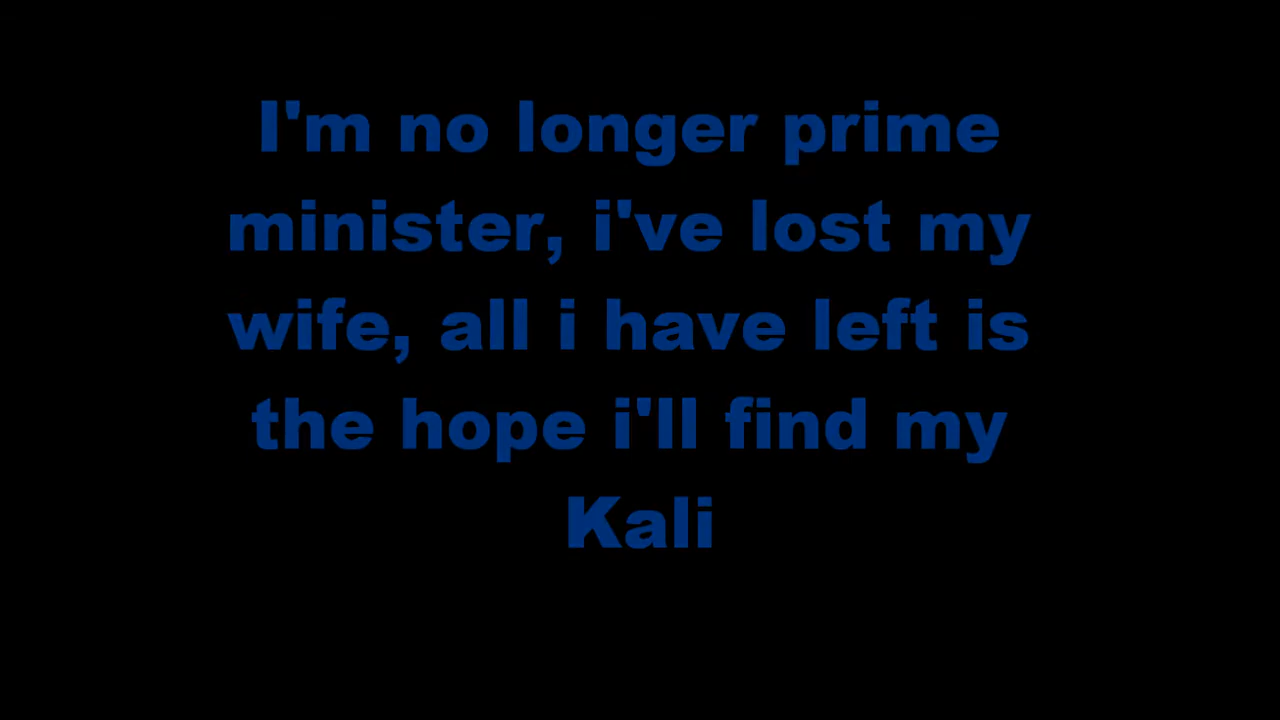 I'm no longer prime
minister, i've lost my
wife, all i have left is
the hope i'll find my
Kali